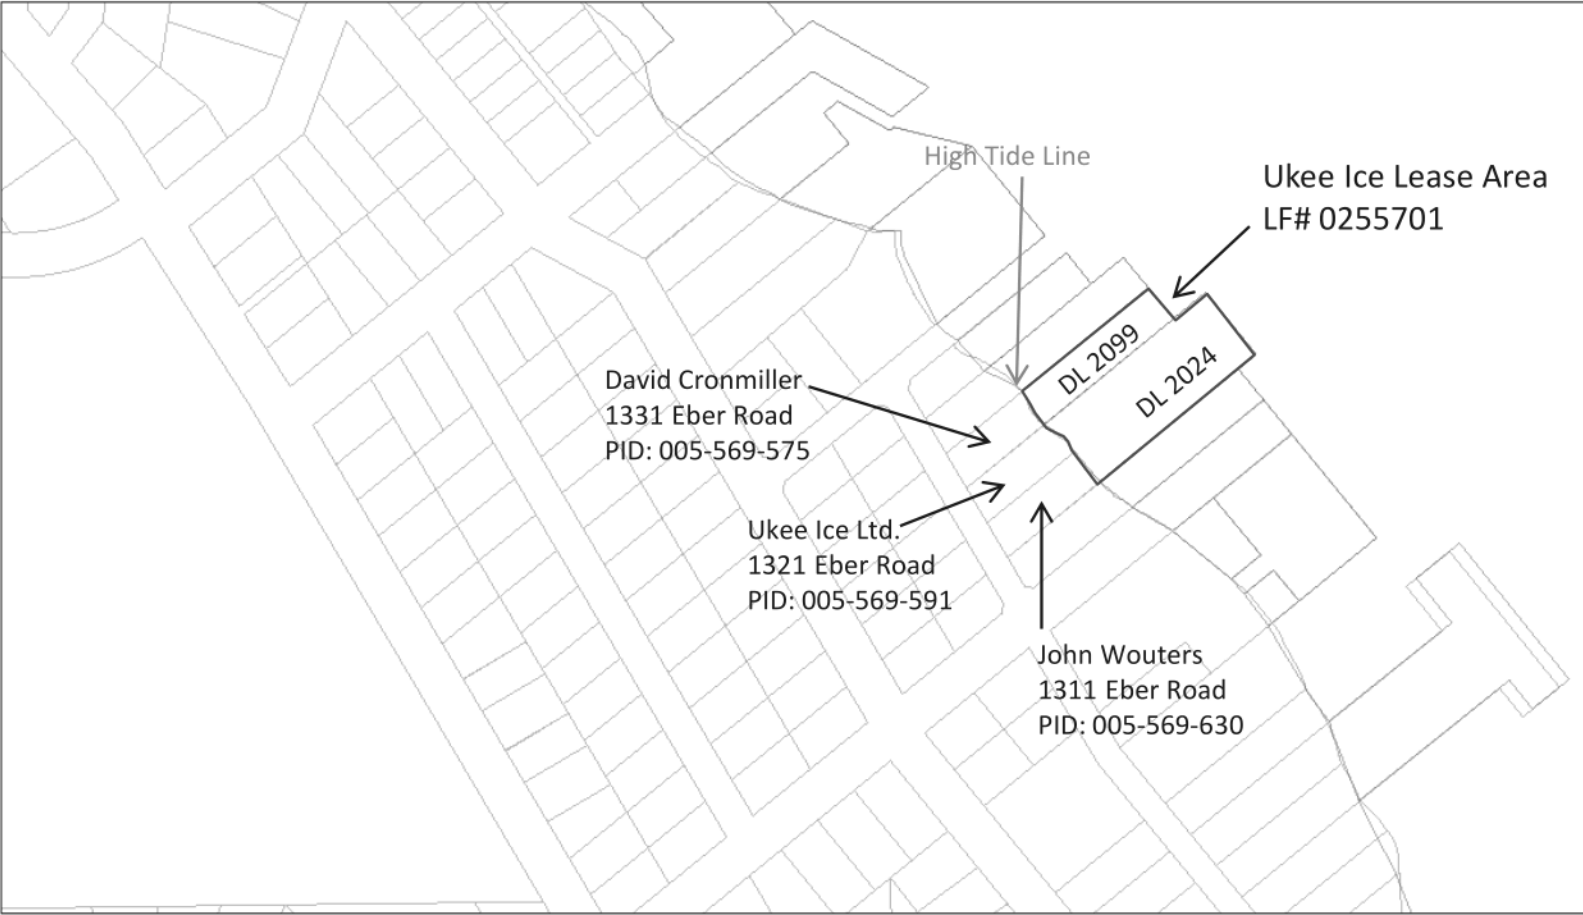 High Tide Line
Ukee Ice Lease Area
LF# 0255701
DL 2099
DL 2024
David Cronmiller
1331 Eber Road
PID: 005-569-575
Ukee Ice Ltd.
1321 Eber Road
PID: 005-569-591
John Wouters
1311 Eber Road
PID: 005-569-630